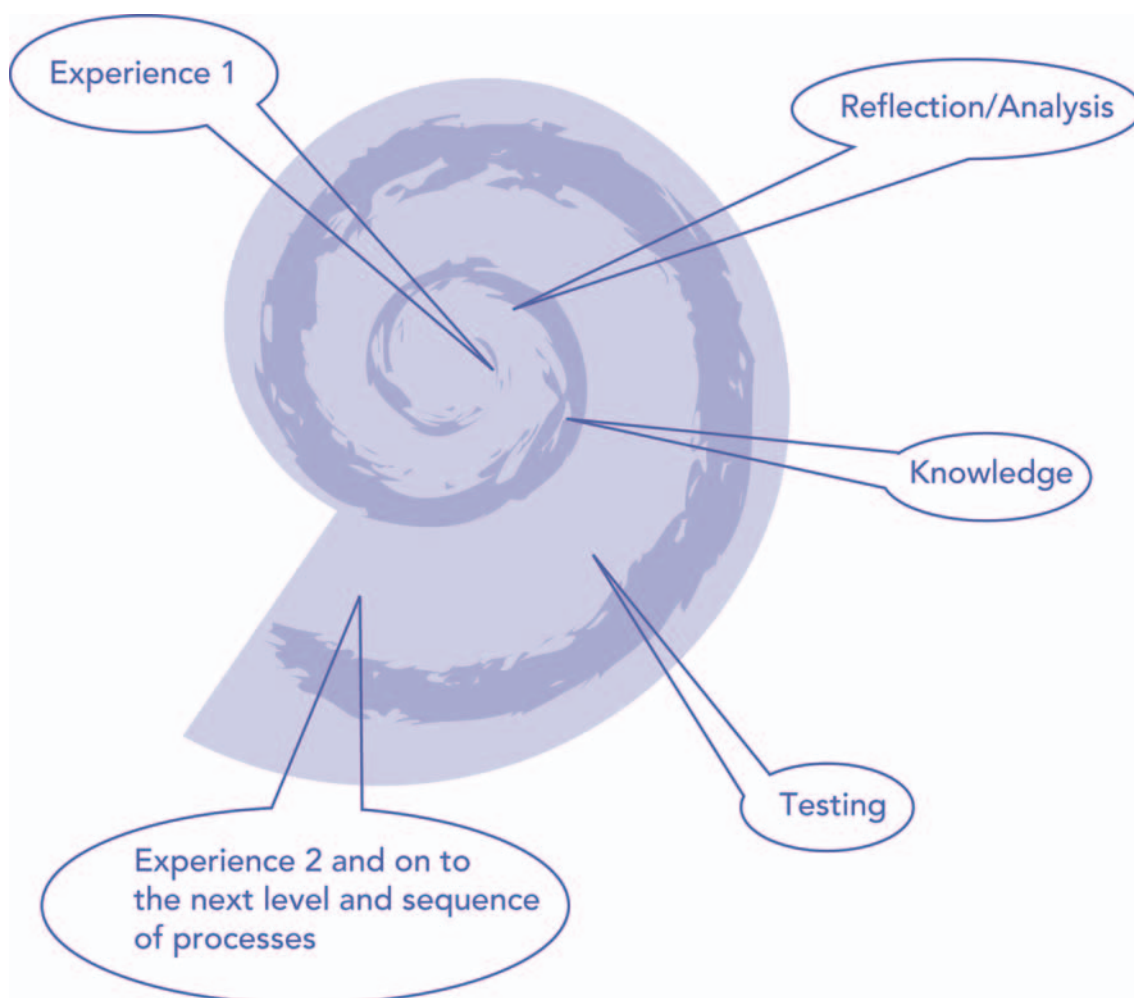 Experience 1
Reflection/Analysis
Knowledge
Testing
Experience 2 and on to
the next level and sequence
of processes